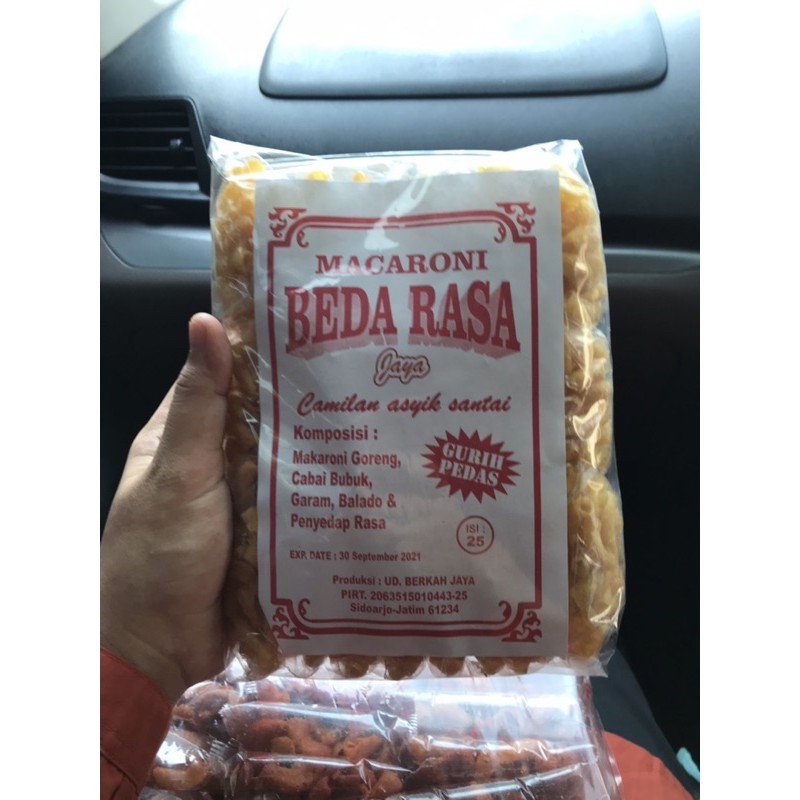 MACARONI
BEDA RASA
Jaya
Camilan asyik santai
Komposisi :
Makaroni Goreng,
Cabai Bubuk,
Garam, Balado &
Penyedap Rasa
GURIH
PEDAS
ISI :
25
EXP. DATE : 30 September 2021
Produksi : UD. BERKAH JAYA
PIRT. 2063515010443-25
Sidoarjo-Jatim 61234